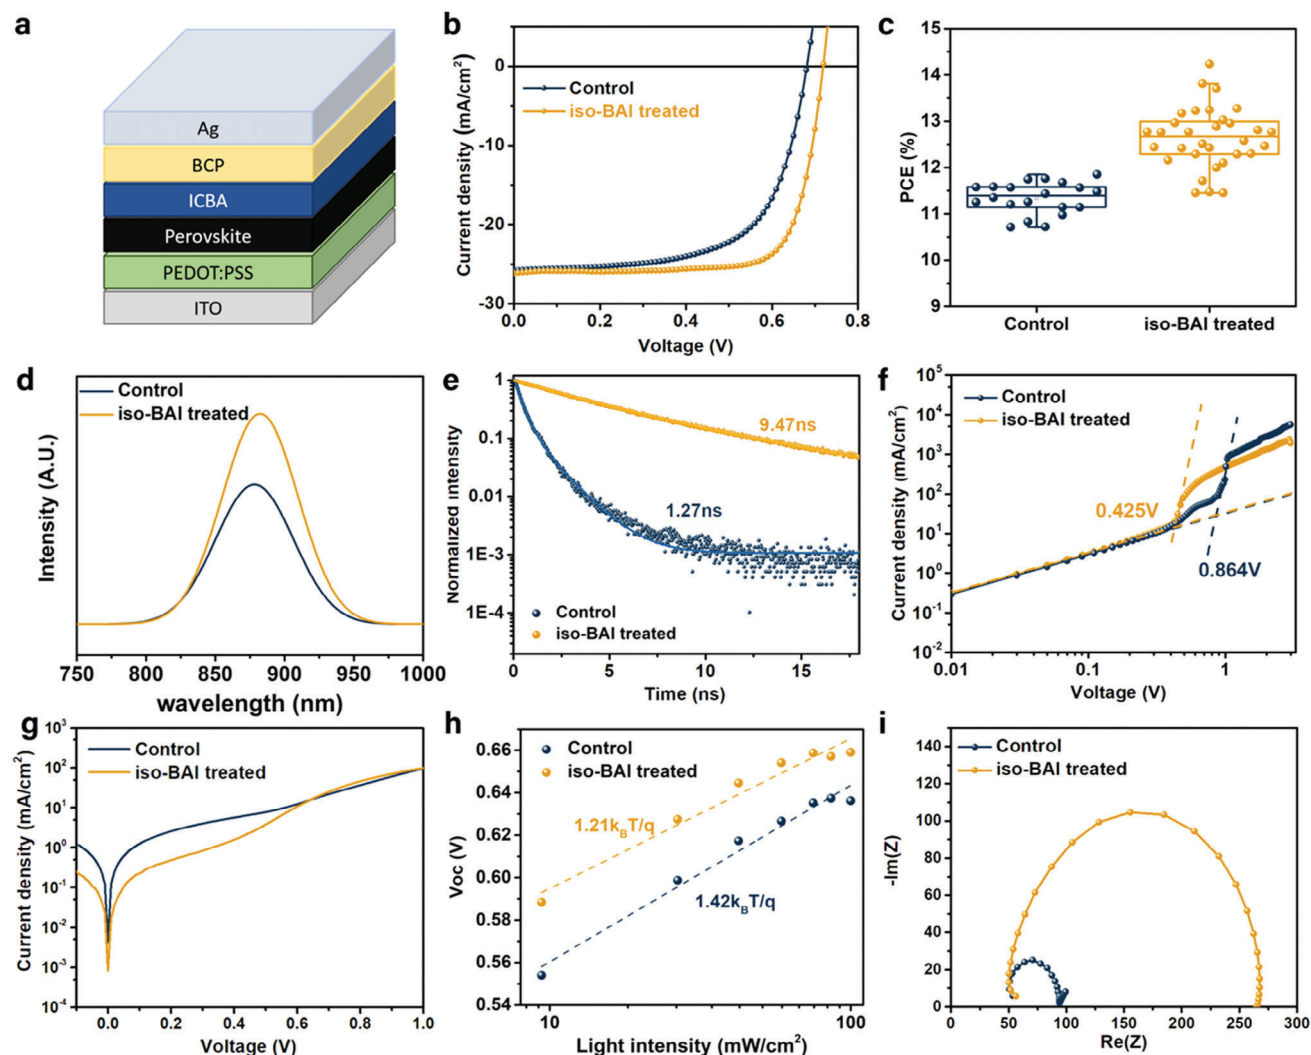 a
Ag
BCP
ICBA
Perovskite
PEDOT:PSS
ITO
b
Current density (mA/cm²)
0
-10
-20
-30
Control
iso-BAI treated
0.0 0.2 0.4 0.6 0.8
Voltage (V)
c
PCE (%)
15
14
13
12
11
10
9
Control iso-BAI treated
d
Control
iso-BAI treated
Intensity (A.U.)
750 800 850 900 950 1000
wavelength (nm)
e
Normalized intensity
1
0.1
0.01
1E-3
1E-4
9.47ns
1.27ns
Control
iso-BAI treated
0 5 10 15
Time (ns)
f
Current density (mA/cm²)
10⁵
10⁴
10³
10²
10¹
10⁰
10⁻¹
10⁻²
Control
iso-BAI treated
0.425V
0.864V
0.01 0.1 1
Voltage (V)
g
Current density (mA/cm²)
10³
10²
10¹
10⁰
10⁻¹
10⁻²
10⁻³
10⁻⁴
Control
iso-BAI treated
0.0 0.2 0.4 0.6 0.8 1.0
Voltage (V)
h
Voc (V)
0.66
0.64
0.62
0.60
0.58
0.56
0.54
Control
iso-BAI treated
1.21k_BT/q
1.42k_BT/q
10 100
Light intensity (mW/cm²)
i
-Im(Z)
140
120
100
80
60
40
20
0
Control
iso-BAI treated
0 50 100 150 200 250 300
Re(Z)